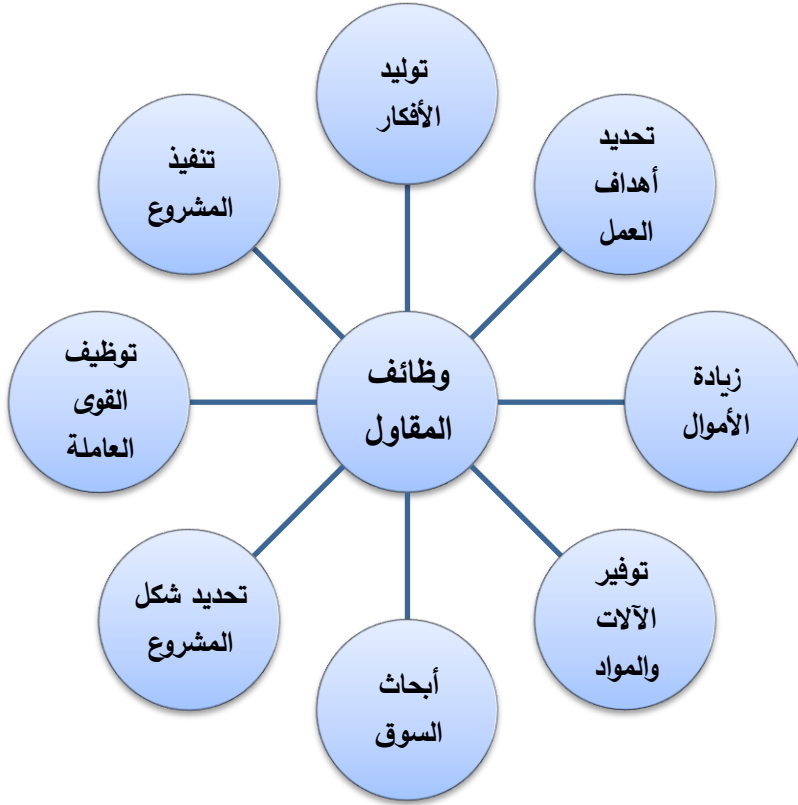 توليد
الأفكار
تحديد
أهداف
العمل
زيادة
الأموال
توفير
الآلات
والمواد
أبحاث
السوق
تحديد شكل
المشروع
توظيف
القوى
العاملة
تنفيذ
المشروع
وظائف
المقاول